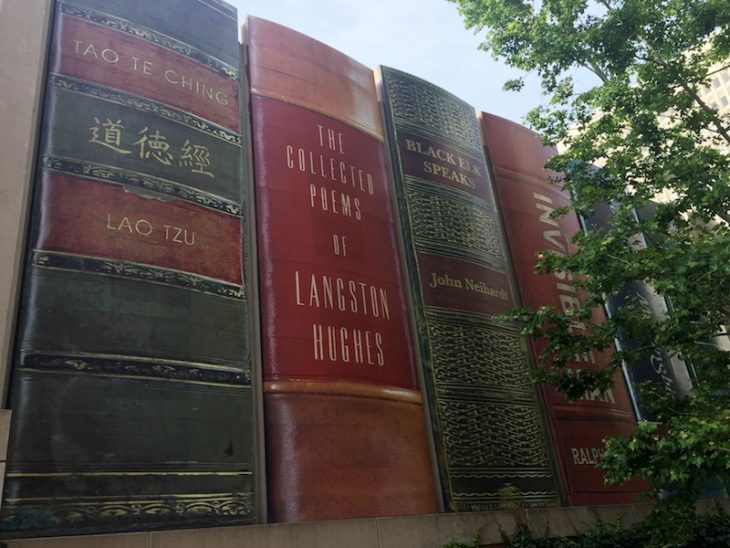 TAO TE CHING
道德經
LAO TZU
THE
COLLECTED
POEMS
OF
LANGSTON
HUGHES
BLACK ELK
SPEAKS
John Neihardt
INVISIBLE
RALPH